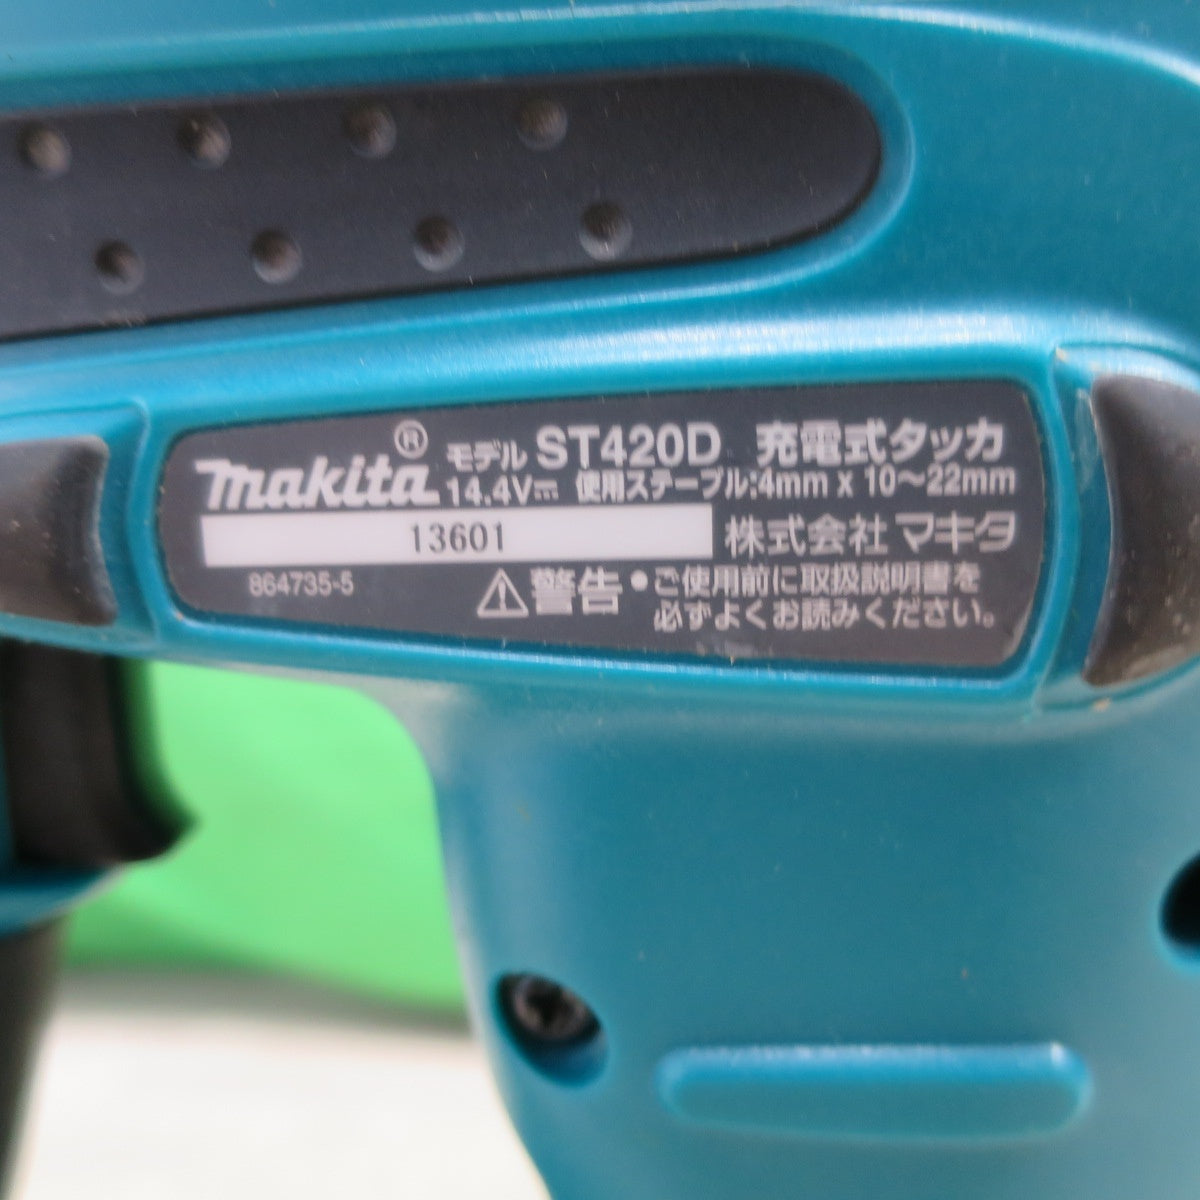 makita® モデル ST420D 充電式タッカ
14.4V⎓ 使用ステープル:4mm x 10～22mm
13601 株式会社 マキタ
864735-5 ⚠警告 ●ご使用前に取扱説明書を
必ずよくお読みください。